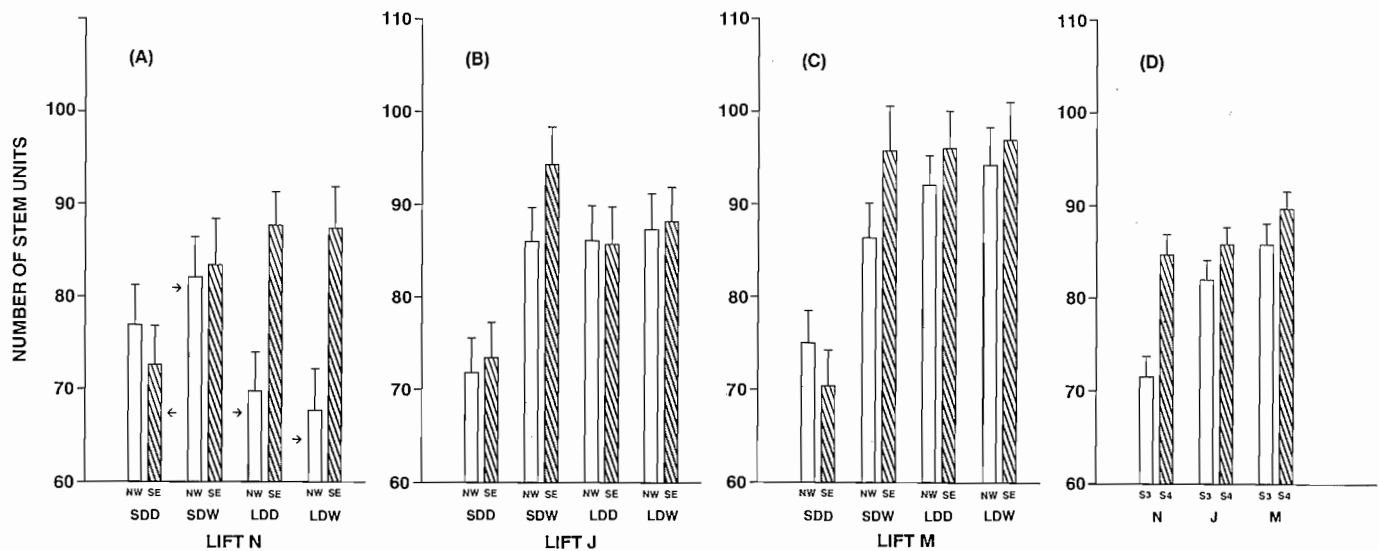 NUMBER OF STEM UNITS
(A)
100
90
80
70
60
NW SE NW SE NW SE NW SE
SDD SDW LDD LDW
LIFT N
(B)
110
100
90
80
70
60
NW SE NW SE NW SE NW SE
SDD SDW LDD LDW
LIFT J
(C)
110
100
90
80
70
60
NW SE NW SE NW SE NW SE
SDD SDW LDD LDW
LIFT M
(D)
110
100
90
80
70
60
S3 S4 S3 S4 S3 S4
N J M